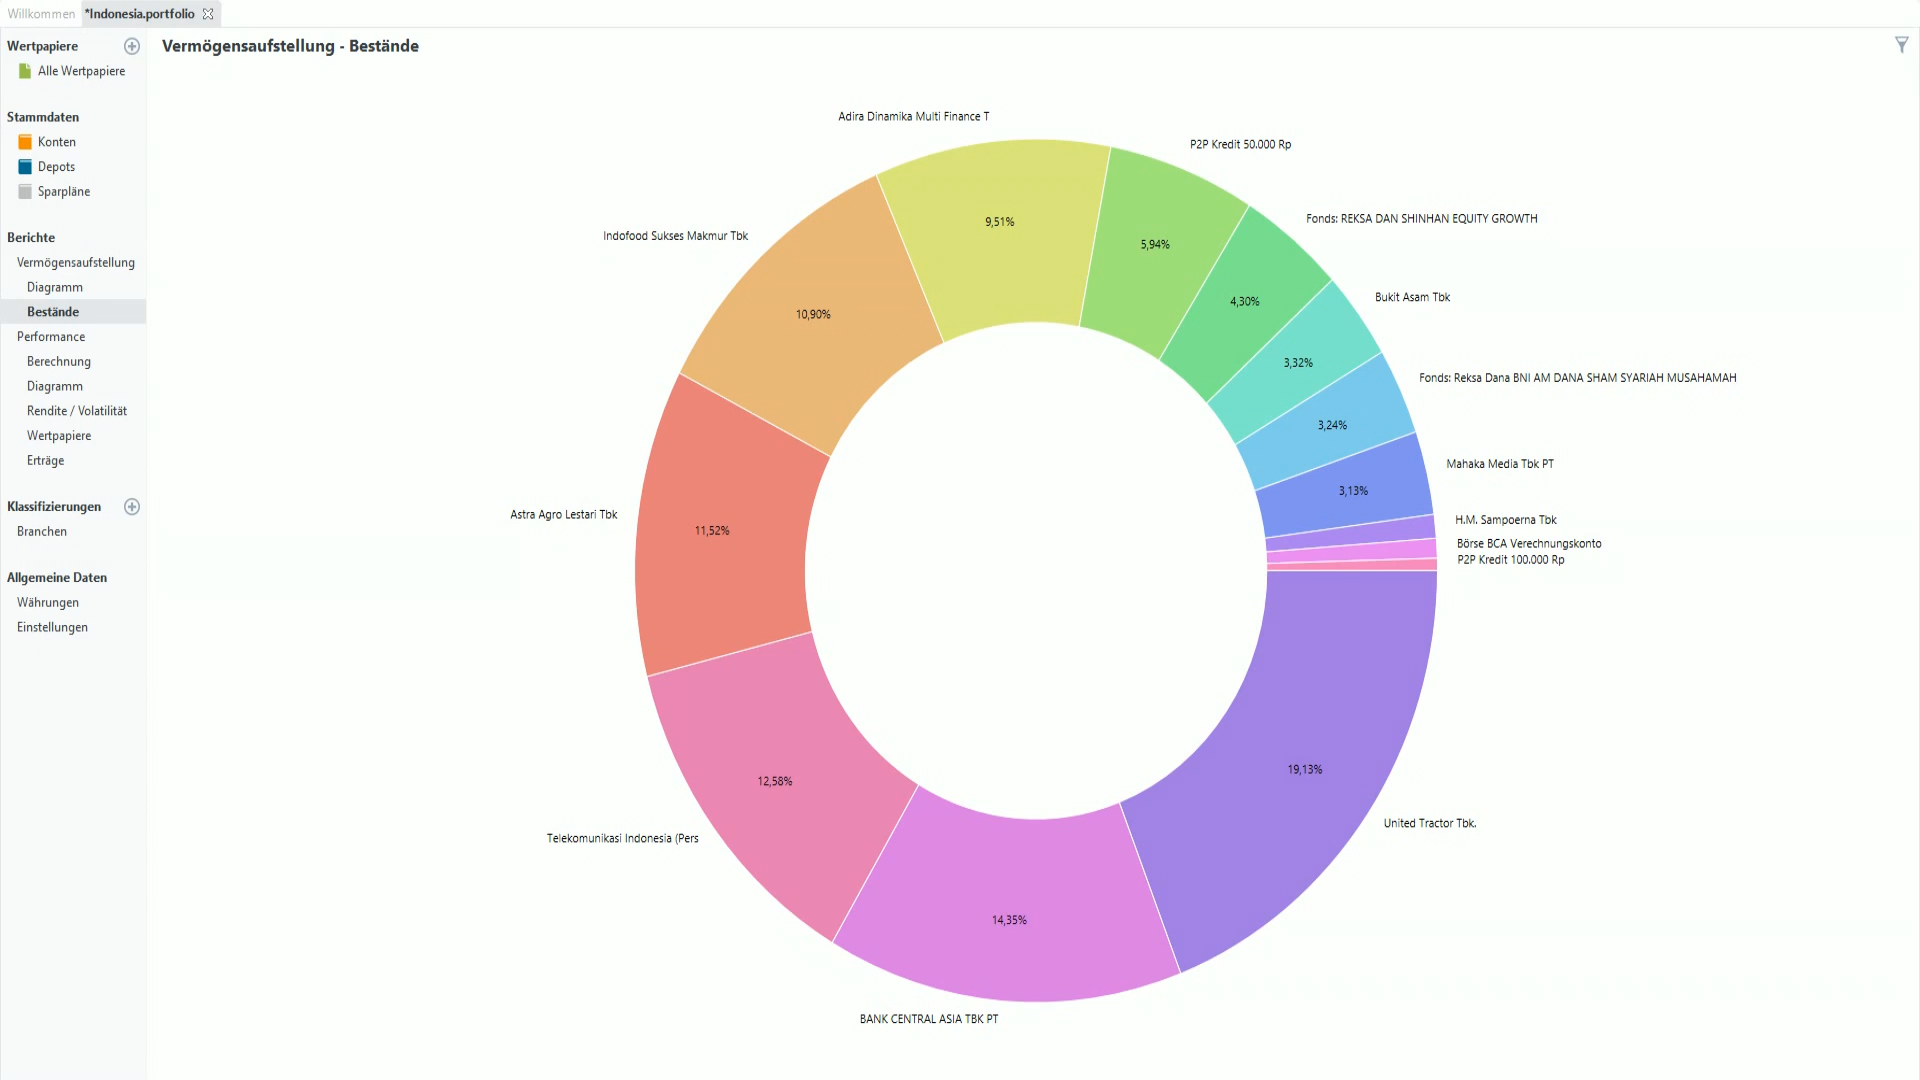 Willkommen
*Indonesia.portfolio
Wertpapiere
Alle Wertpapiere
Stammdaten
Konten
Depots
Sparpläne
Berichte
Vermögensaufstellung
Diagramm
Bestände
Performance
Berechnung
Diagramm
Rendite / Volatilität
Wertpapiere
Erträge
Klassifizierungen
Branchen
Allgemeine Daten
Währungen
Einstellungen
Vermögensaufstellung - Bestände
Adira Dinamika Multi Finance T
9,51%
P2P Kredit 50.000 Rp
5,94%
Fonds: REKSA DAN SHINHAN EQUITY GROWTH
4,30%
Bukit Asam Tbk
3,32%
Fonds: Reksa Dana BNI AM DANA SHAM SYARIAH MUSAHAMAH
3,24%
Mahaka Media Tbk PT
3,13%
H.M. Sampoerna Tbk
Börse BCA Verechnungskonto
P2P Kredit 100.000 Rp
19,13%
United Tractor Tbk.
14,35%
BANK CENTRAL ASIA TBK PT
12,58%
Telekomunikasi Indonesia (Pers
11,52%
Astra Agro Lestari Tbk
10,90%
Indofood Sukses Makmur Tbk